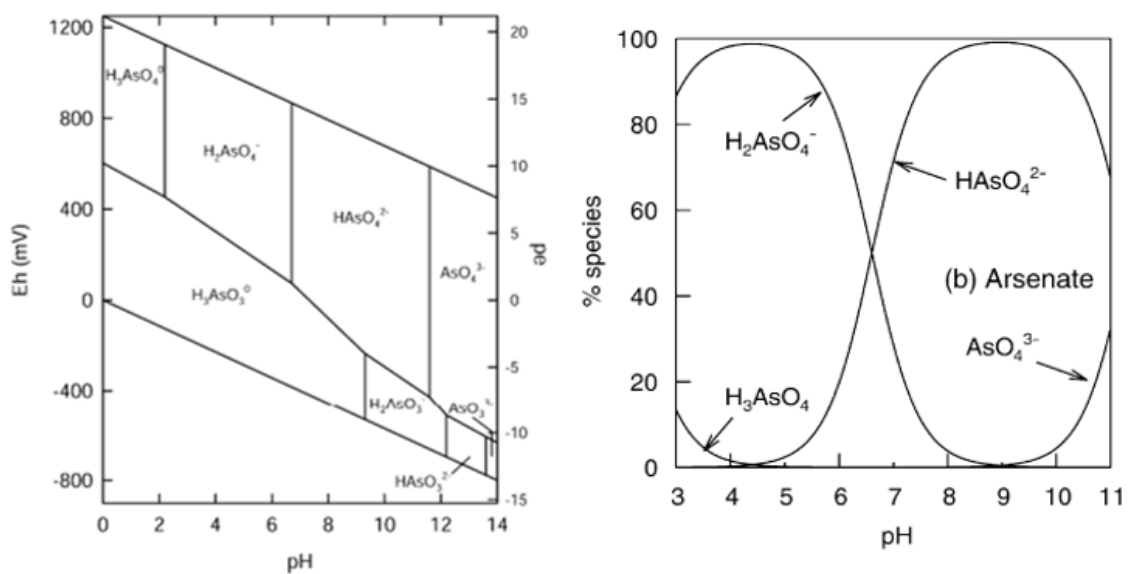 1200
800
400
0
-400
-800
Eh (mV)
0 2 4 6 8 10 12 14
pH
20
15
10
5
0
-5
-10
-15
pe
H₃AsO₄⁰
H₂AsO₄⁻
HAsO₄²⁻
AsO₄³⁻
H₃AsO₃⁰
H₂AsO₃⁻
AsO₃³⁻
HAsO₃²⁻
100
80
60
40
20
0
% species
3 4 5 6 7 8 9 10 11
pH
H₂AsO₄⁻
HAsO₄²⁻
(b) Arsenate
AsO₄³⁻
H₃AsO₄